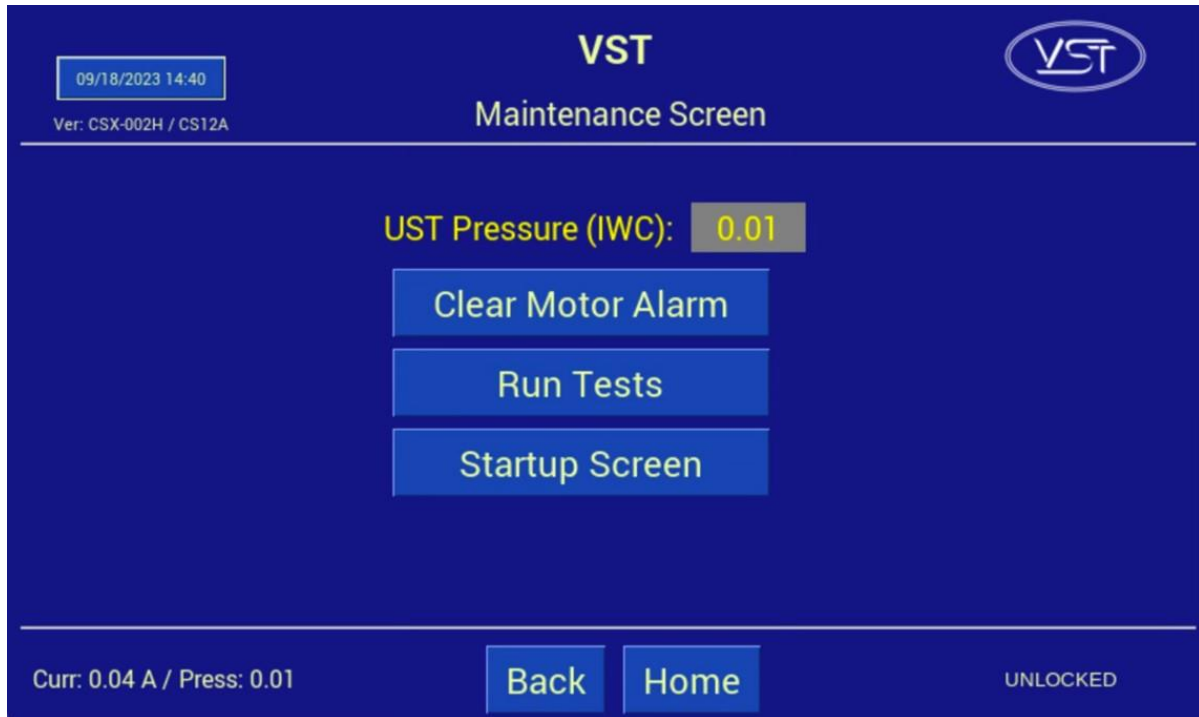 VST
09/18/2023 14:40
VST
Ver: CSX-002H / CS12A
Maintenance Screen
UST Pressure (IWC): 0.01
Clear Motor Alarm
Run Tests
Startup Screen
Curr: 0.04 A / Press: 0.01
Back
Home
UNLOCKED